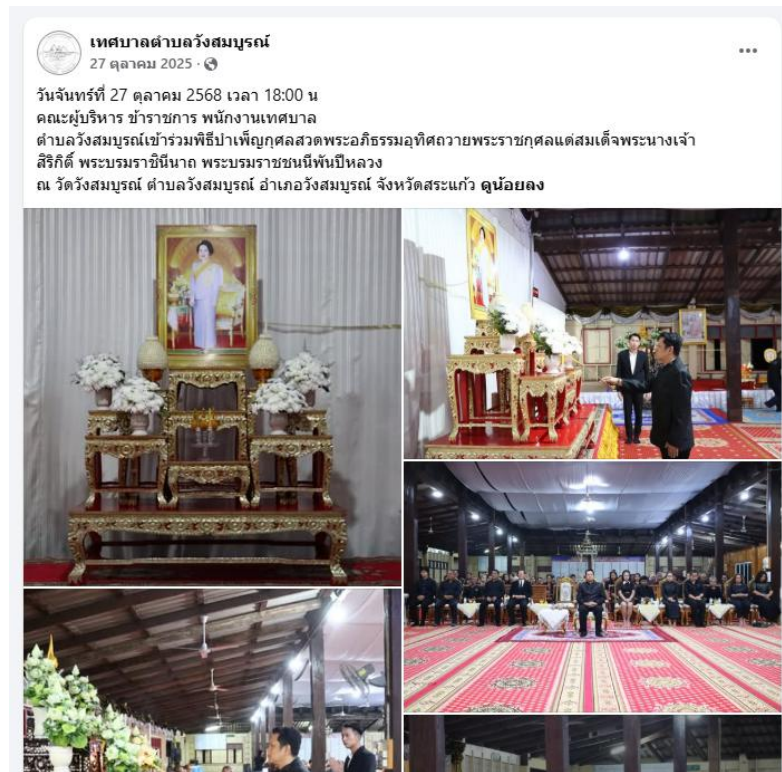 เทศบาลตำบลวังสมบูรณ์
27 ตุลาคม 2025 ·
วันจันทร์ที่ 27 ตุลาคม 2568 เวลา 18:00 น
คณะผู้บริหาร ข้าราชการ พนักงานเทศบาล
ตำบลวังสมบูรณ์เข้าร่วมพิธีบำเพ็ญกุศลสวดพระอภิธรรมอุทิศถวายพระราชกุศลแด่สมเด็จพระนางเจ้า
สิริกิติ์ พระบรมราชินีนาถ พระบรมราชชนนีพันปีหลวง
ณ วัดวังสมบูรณ์ ตำบลวังสมบูรณ์ อำเภอวังสมบูรณ์ จังหวัดสระแก้ว ดูน้อยลง